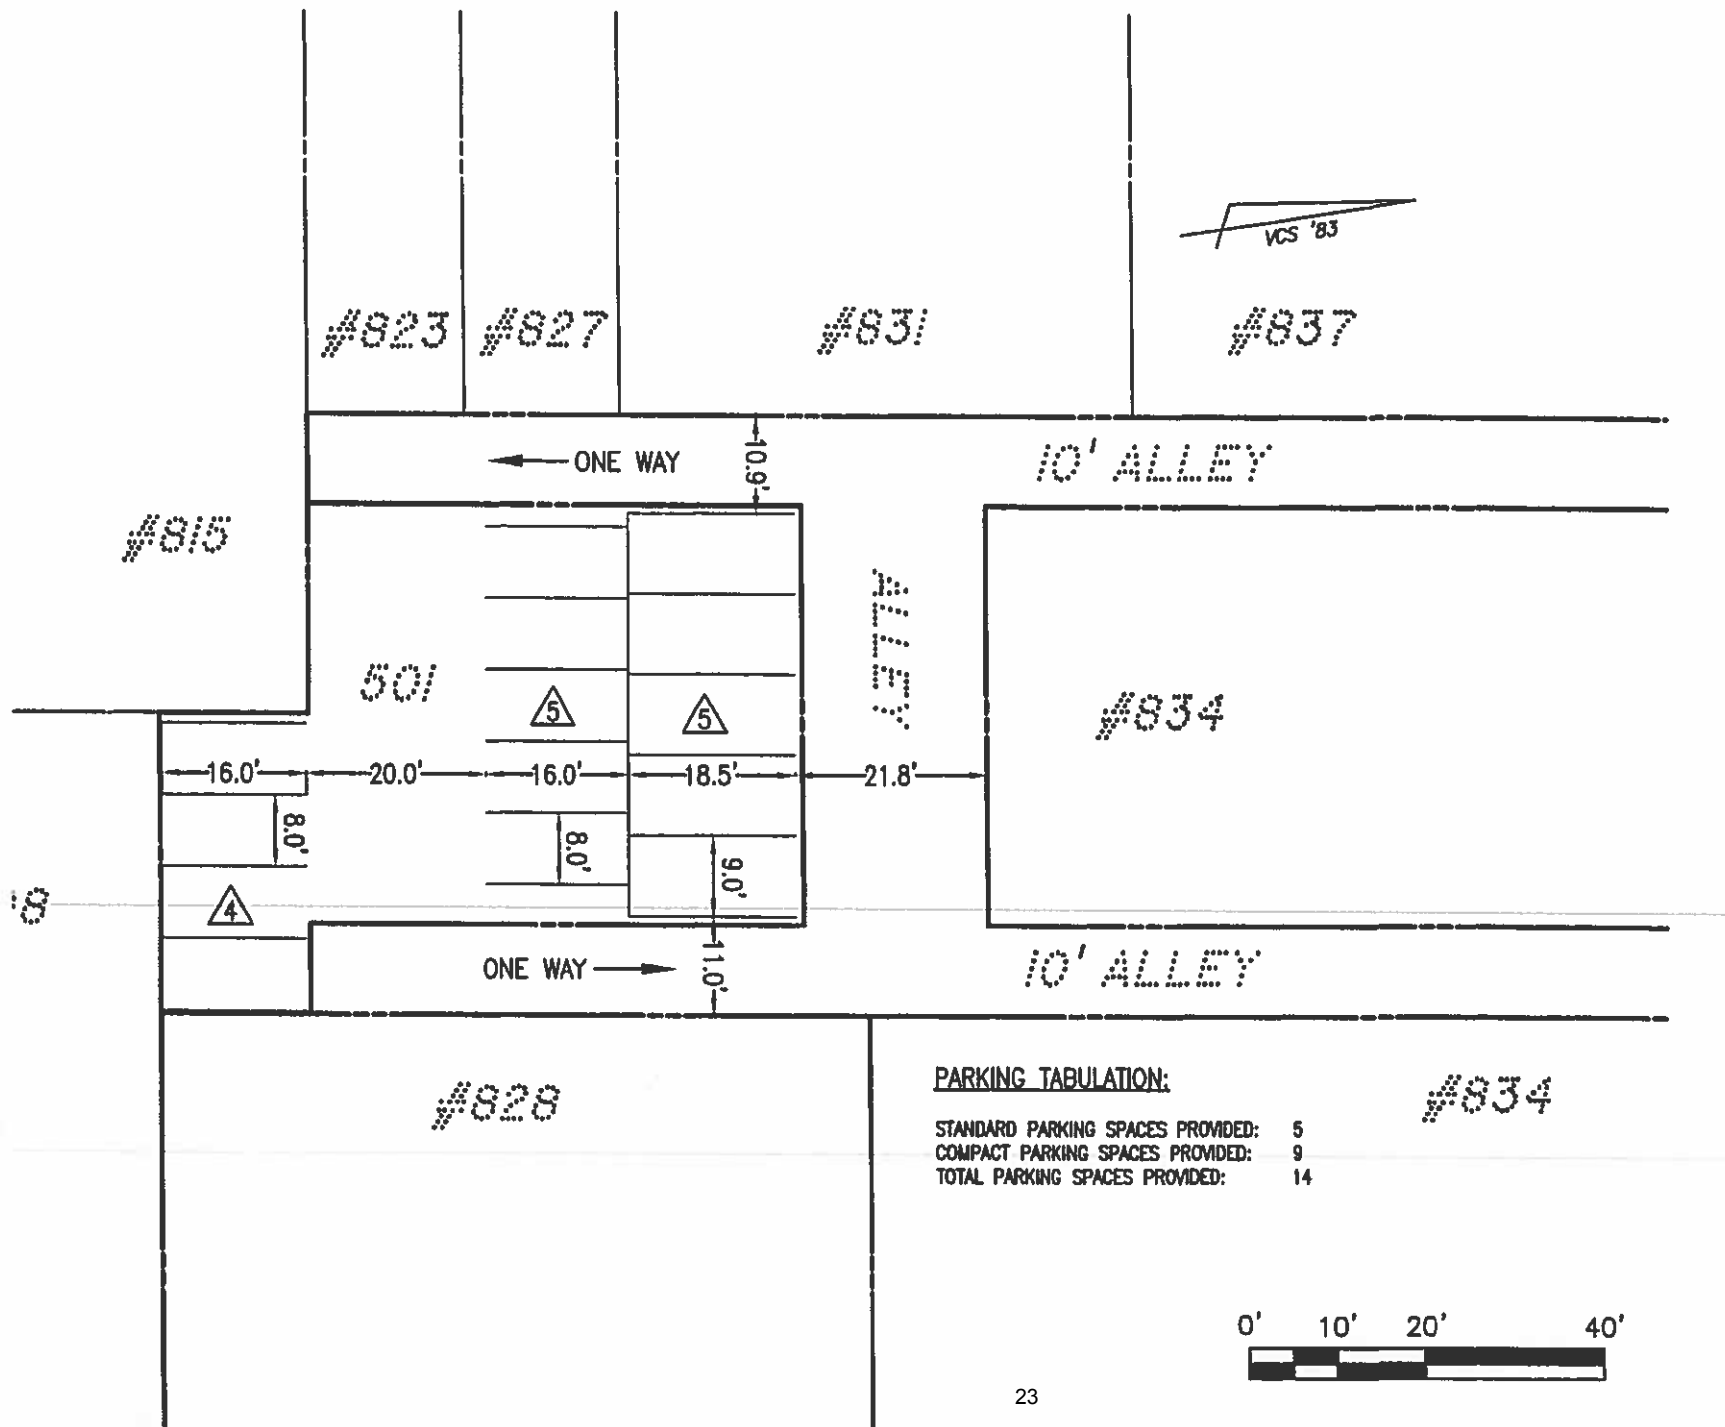 VCS '83
#823
#827
#831
#837
ONE WAY
10.9'
10' ALLEY
#815
ALLEY
501
5
5
#834
16.0'
20.0'
16.0'
18.5'
21.8'
8.0'
8.0'
9.0'
4
ONE WAY
11.0'
10' ALLEY
PARKING TABULATION:
#828
#834
STANDARD PARKING SPACES PROVIDED: 5
COMPACT PARKING SPACES PROVIDED: 9
TOTAL PARKING SPACES PROVIDED: 14
0' 10' 20' 40'
23